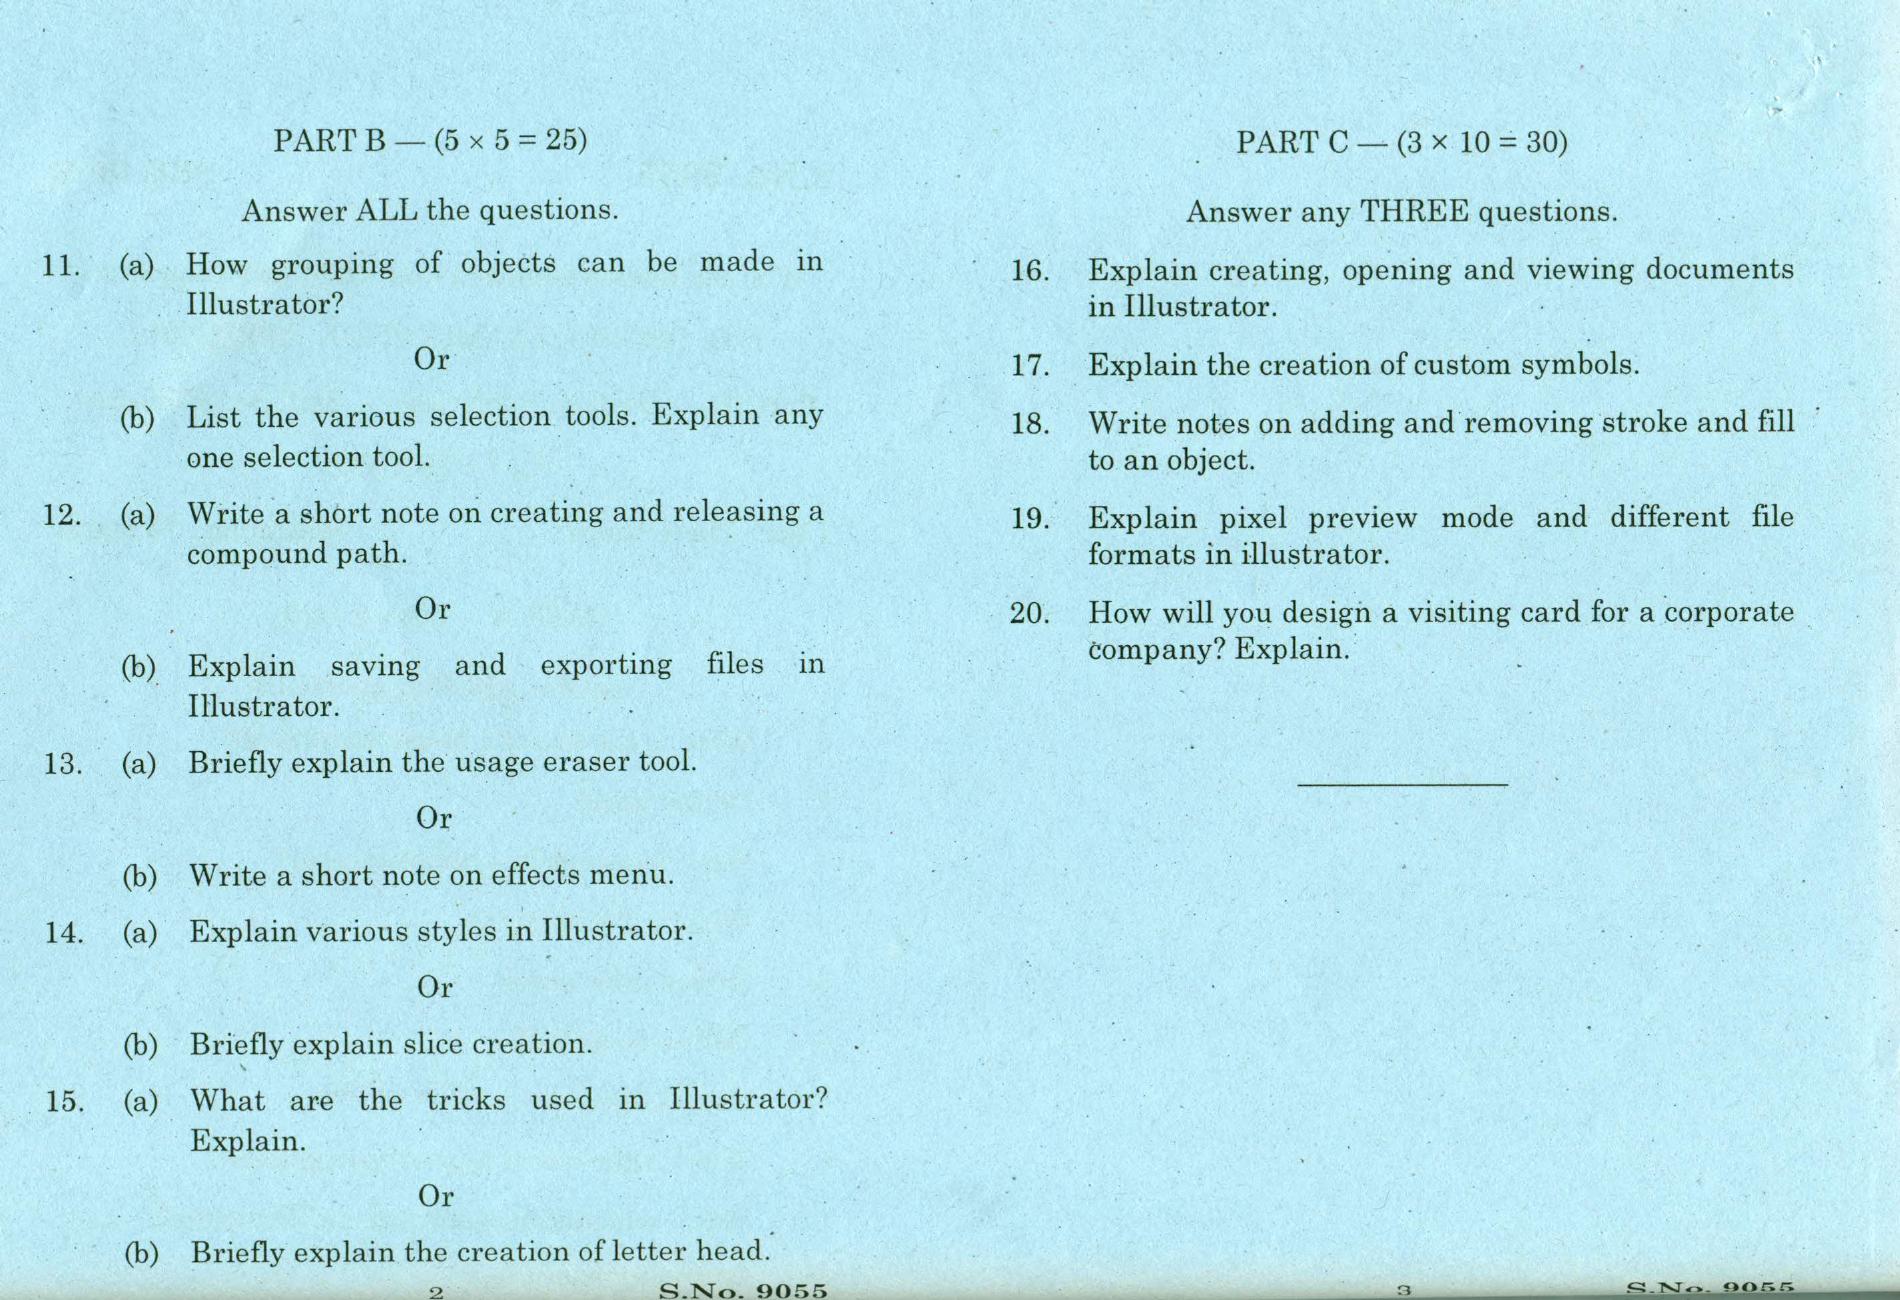 PART B — (5 × 5 = 25)
Answer ALL the questions.
11. (a) How grouping of objects can be made in
Illustrator?
Or
(b) List the various selection tools. Explain any
one selection tool.
12. (a) Write a short note on creating and releasing a
compound path.
Or
(b) Explain saving and exporting files in
Illustrator.
13. (a) Briefly explain the usage eraser tool.
Or
(b) Write a short note on effects menu.
14. (a) Explain various styles in Illustrator.
Or
(b) Briefly explain slice creation.
15. (a) What are the tricks used in Illustrator?
Explain.
Or
(b) Briefly explain the creation of letter head.
2 S.No. 9055
PART C — (3 × 10 = 30)
Answer any THREE questions.
16. Explain creating, opening and viewing documents
in Illustrator.
17. Explain the creation of custom symbols.
18. Write notes on adding and removing stroke and fill
to an object.
19. Explain pixel preview mode and different file
formats in illustrator.
20. How will you design a visiting card for a corporate
company? Explain.
3 S.No. 9055